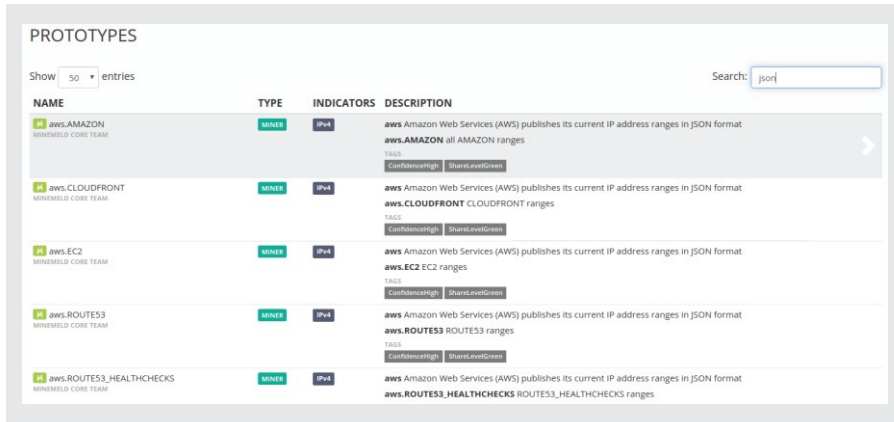 PROTOTYPES
Show 50 entries Search: json
NAME TYPE INDICATORS DESCRIPTION
M aws.AMAZON MINER IPv4 aws Amazon Web Services (AWS) publishes its current IP address ranges in JSON format
MINEMELD CORE TEAM
aws.AMAZON all AMAZON ranges
TAGS
ConfidenceHigh ShareLevelGreen
M aws.CLOUDFRONT MINER IPv4 aws Amazon Web Services (AWS) publishes its current IP address ranges in JSON format
MINEMELD CORE TEAM
aws.CLOUDFRONT CLOUDFRONT ranges
TAGS
ConfidenceHigh ShareLevelGreen
M aws.EC2 MINER IPv4 aws Amazon Web Services (AWS) publishes its current IP address ranges in JSON format
MINEMELD CORE TEAM
aws.EC2 EC2 ranges
TAGS
ConfidenceHigh ShareLevelGreen
M aws.ROUTE53 MINER IPv4 aws Amazon Web Services (AWS) publishes its current IP address ranges in JSON format
MINEMELD CORE TEAM
aws.ROUTE53 ROUTE53 ranges
TAGS
ConfidenceHigh ShareLevelGreen
M aws.ROUTE53_HEALTHCHECKS MINER IPv4 aws Amazon Web Services (AWS) publishes its current IP address ranges in JSON format
MINEMELD CORE TEAM
aws.ROUTE53_HEALTHCHECKS ROUTE53_HEALTHCHECKS ranges